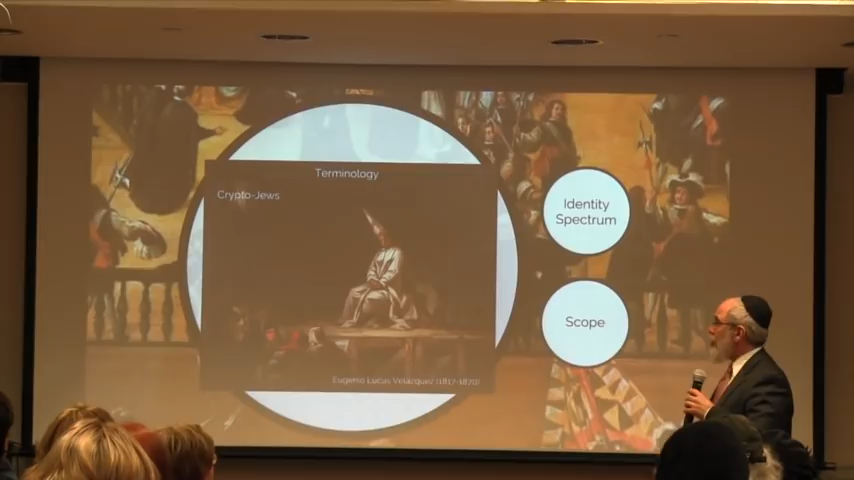 Terminology
Crypto-Jews
Identity
Spectrum
Scope
Eugenio Lucas Velázquez (1817-1870)